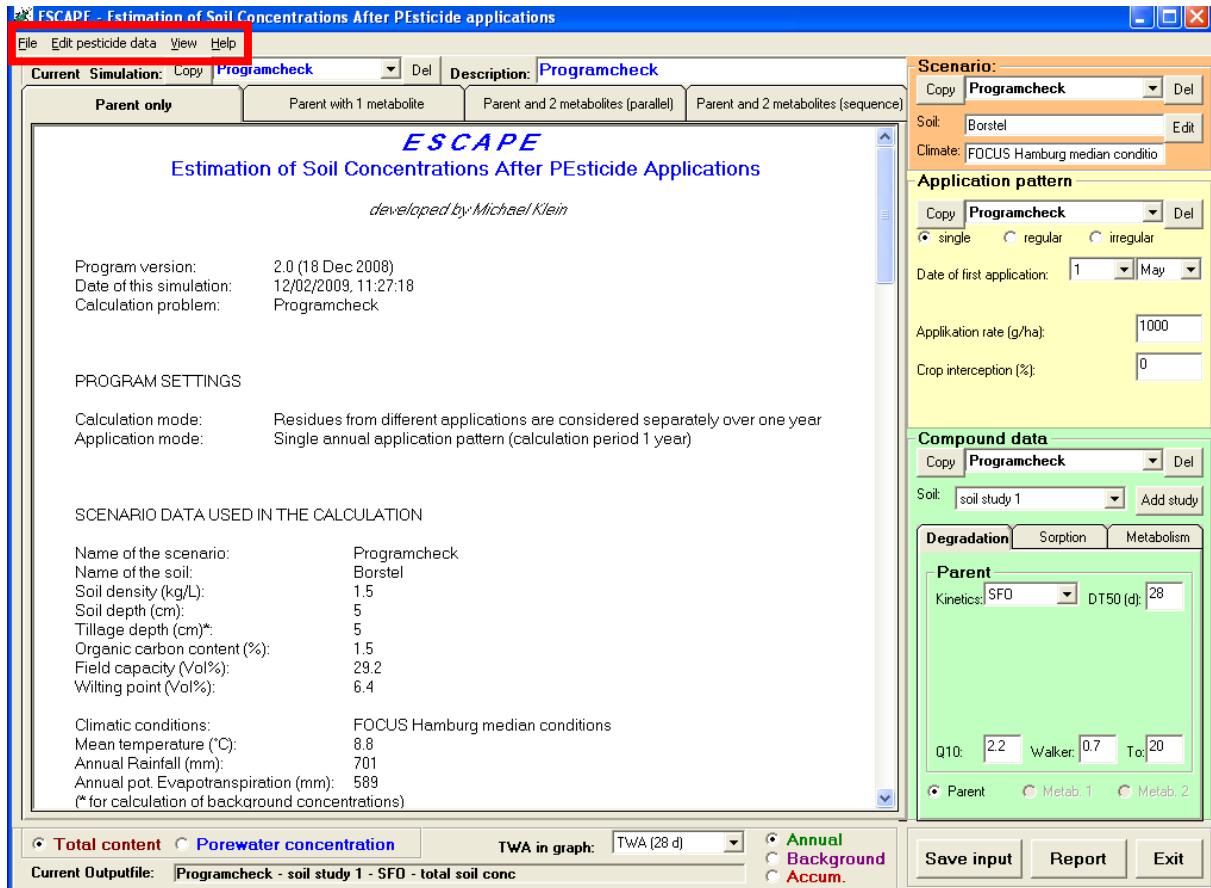 ESCAPE - Estimation of Soil Concentrations After PEsticide applications
File Edit pesticide data View Help
Current Simulation: Copy Programcheck Del Description: Programcheck
Parent only Parent with 1 metabolite Parent and 2 metabolites (parallel) Parent and 2 metabolites (sequence)
ESCAPE
Estimation of Soil Concentrations After PEsticide Applications
developed by Michael Klein
Program version: 2.0 (18 Dec 2008)
Date of this simulation: 12/02/2009, 11:27:18
Calculation problem: Programcheck
PROGRAM SETTINGS
Calculation mode: Residues from different applications are considered separately over one year
Application mode: Single annual application pattern (calculation period 1 year)
SCENARIO DATA USED IN THE CALCULATION
Name of the scenario: Programcheck
Name of the soil: Borstel
Soil density (kg/L): 1.5
Soil depth (cm): 5
Tillage depth (cm)*: 5
Organic carbon content (%): 1.5
Field capacity (Vol%): 29.2
Wilting point (Vol%): 6.4
Climatic conditions: FOCUS Hamburg median conditions
Mean temperature (°C): 8.8
Annual Rainfall (mm): 701
Annual pot. Evapotranspiration (mm): 589
(* for calculation of background concentrations)
Scenario:
Copy Programcheck Del
Soil: Borstel Edit
Climate: FOCUS Hamburg median conditio
Application pattern
Copy Programcheck Del
single regular irregular
Date of first application: 1 May
Applikation rate (g/ha): 1000
Crop interception (%): 0
Compound data
Copy Programcheck Del
Soil: soil study 1 Add study
Degradation Sorption Metabolism
Parent
Kinetics: SFO DT50 (d): 28
Q10: 2.2 Walker: 0.7 To: 20
Parent Metab. 1 Metab. 2
Total content Porewater concentration TWA in graph: TWA (28 d) Annual
Background
Current Outputfile: Programcheck - soil study 1 - SFO - total soil conc Accum.
Save input Report Exit